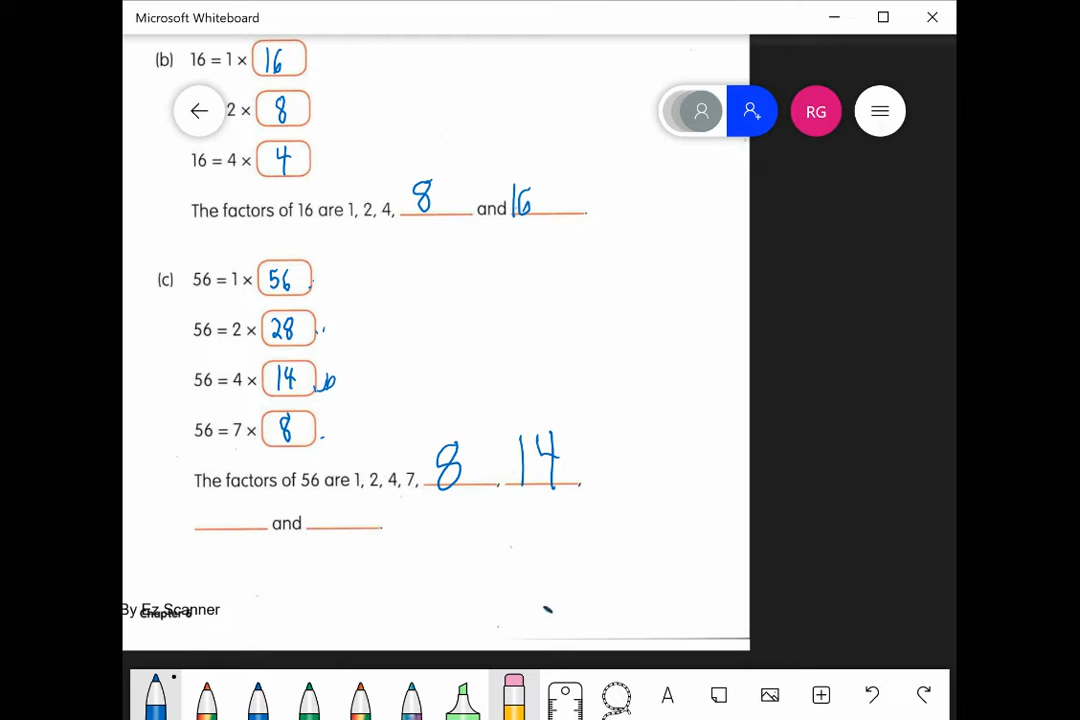 Microsoft Whiteboard
(b) 16 = 1 × 16
2 × 8
RG
16 = 4 × 4
The factors of 16 are 1, 2, 4, 8 and 16.
(c) 56 = 1 × 56
56 = 2 × 28
56 = 4 × 14
56 = 7 × 8
The factors of 56 are 1, 2, 4, 7, 8, 14,
and .
By Ez Scanner
Chapter 6
A